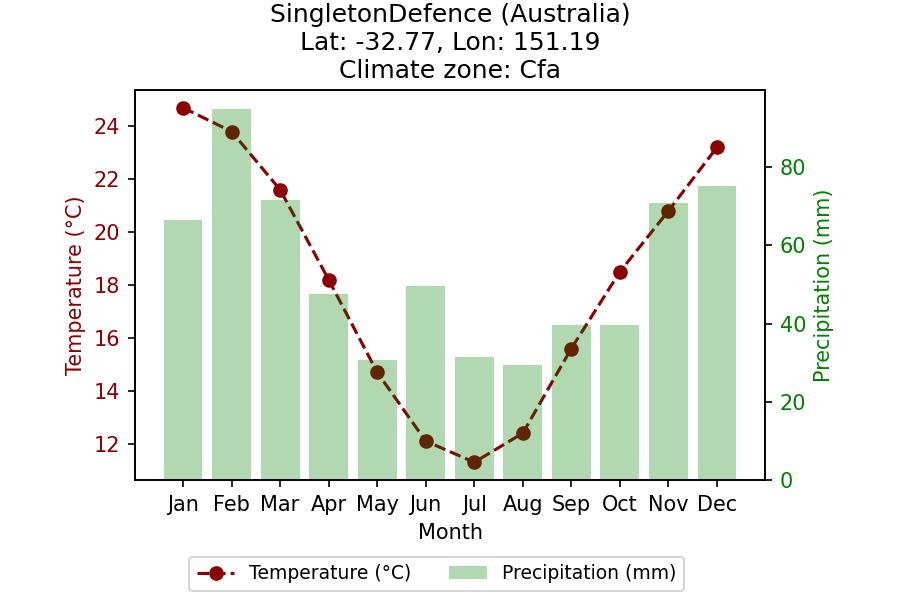 SingletonDefence (Australia)
Lat: -32.77, Lon: 151.19
Climate zone: Cfa
24
22
20
18
16
14
12
Temperature (°C)
80
60
40
20
0
Precipitation (mm)
Jan Feb Mar Apr May Jun Jul Aug Sep Oct Nov Dec
Month
Temperature (°C) Precipitation (mm)